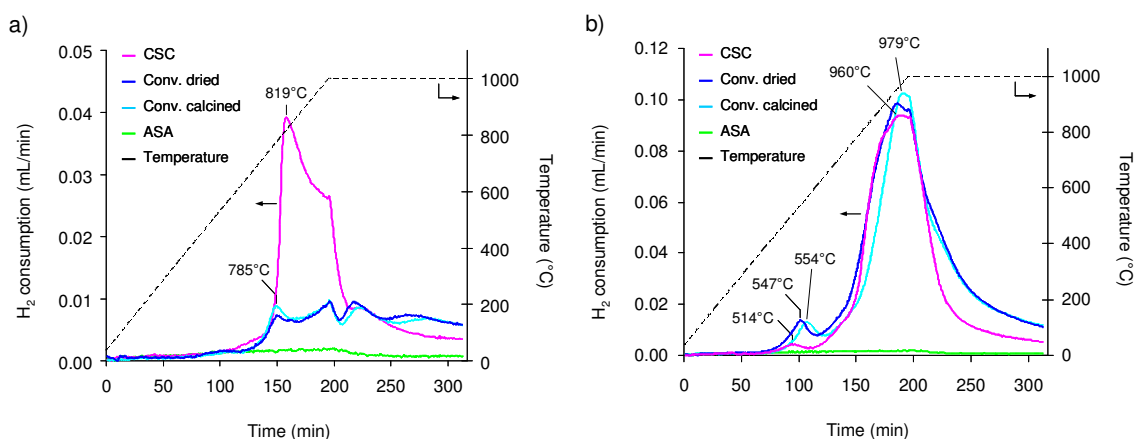 a)
CSC
Conv. dried
Conv. calcined
ASA
Temperature
819°C
785°C
0.05
0.04
0.03
0.02
0.01
0.00
H2 consumption (mL/min)
1000
800
600
400
200
0
Temperature (°C)
0 50 100 150 200 250 300
Time (min)
b)
CSC
Conv. dried
Conv. calcined
ASA
Temperature
979°C
960°C
554°C
547°C
514°C
0.12
0.10
0.08
0.06
0.04
0.02
0.00
H2 consumption (mL/min)
1000
800
600
400
200
0
Temperature (°C)
0 50 100 150 200 250 300
Time (min)